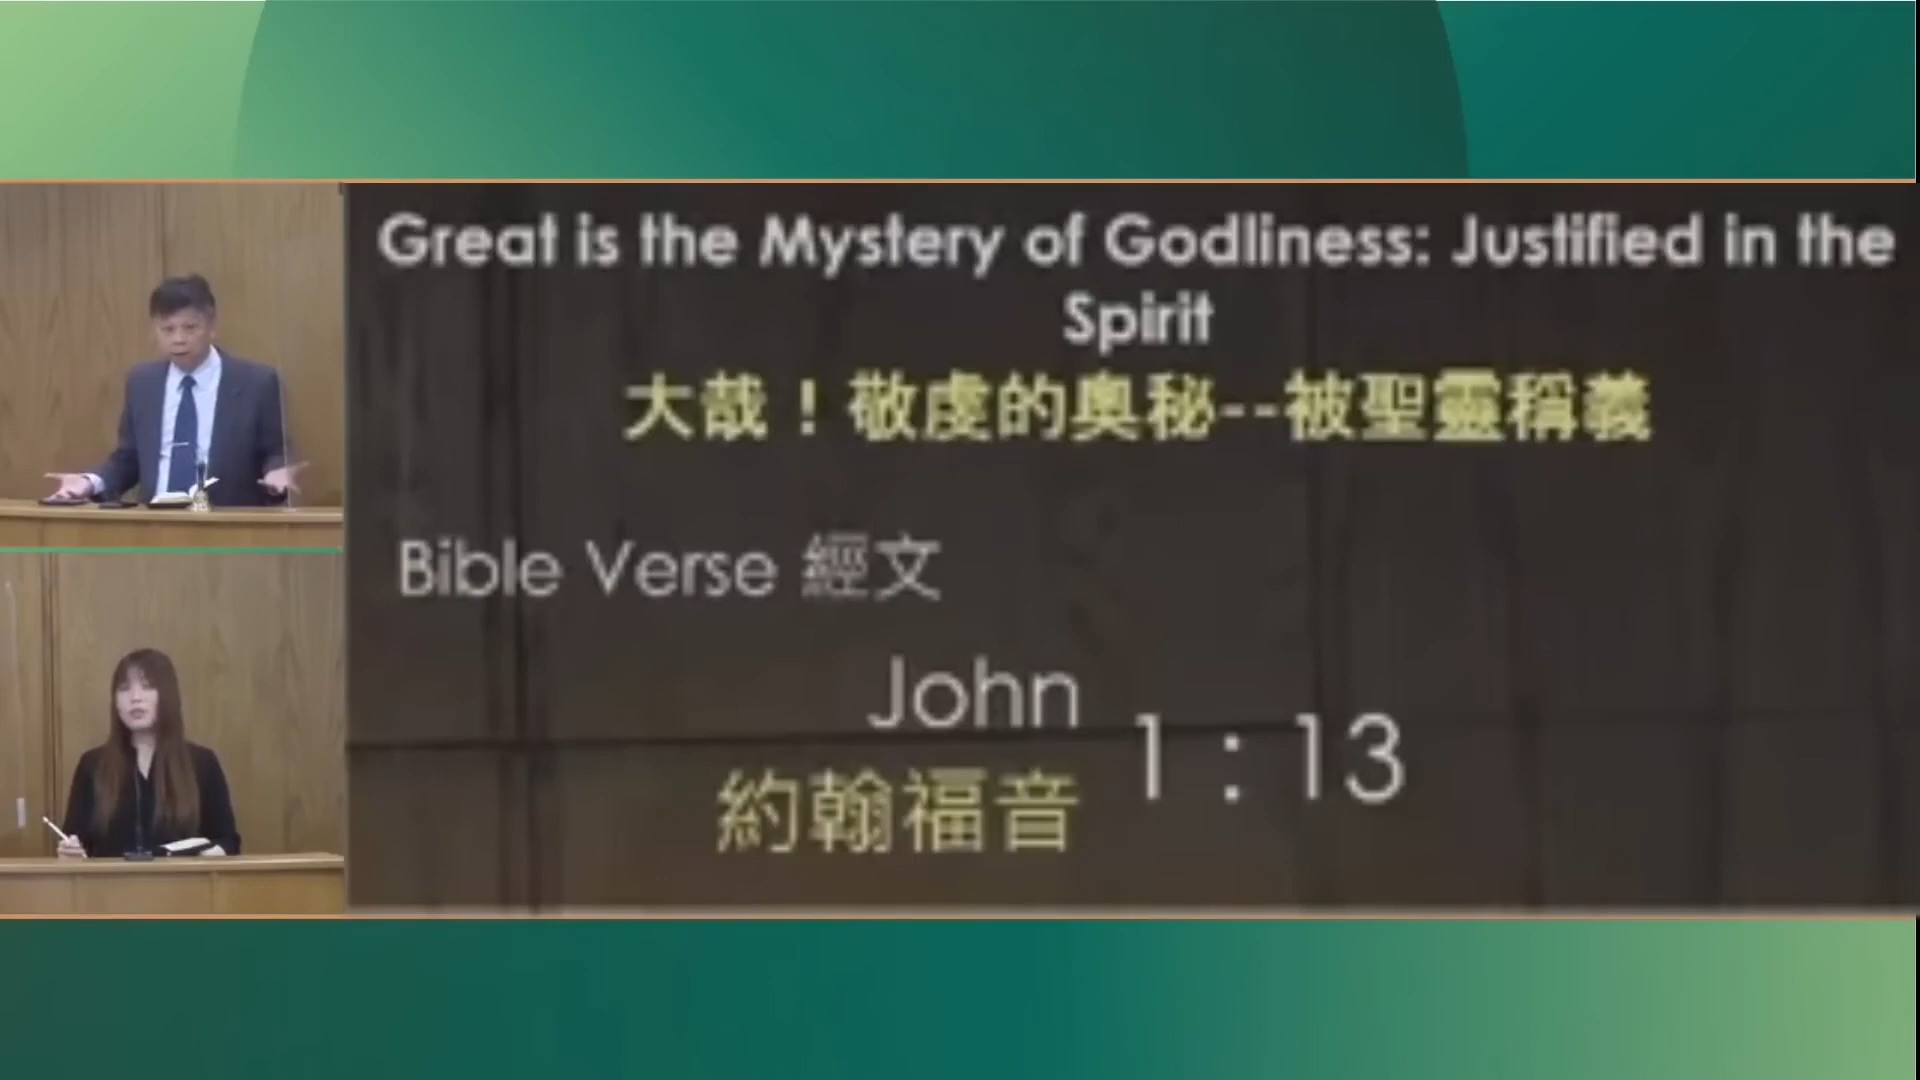 Great is the Mystery of Godliness: Justified in the
Spirit
大哉！敬虔的奧秘--被聖靈稱義
Bible Verse 經文
John
約翰福音
1 : 13